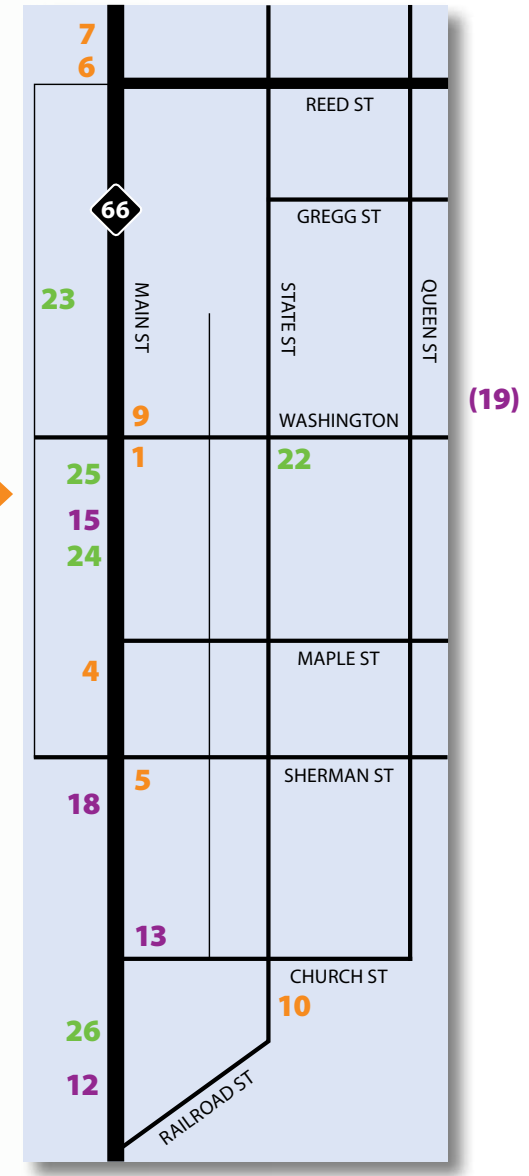 7
6
REED ST
66
GREGG ST
23
MAIN ST
STATE ST
QUEEN ST
(19)
9
WASHINGTON
1
22
25
15
24
MAPLE ST
4
SHERMAN ST
5
18
13
CHURCH ST
10
26
12
RAILROAD ST